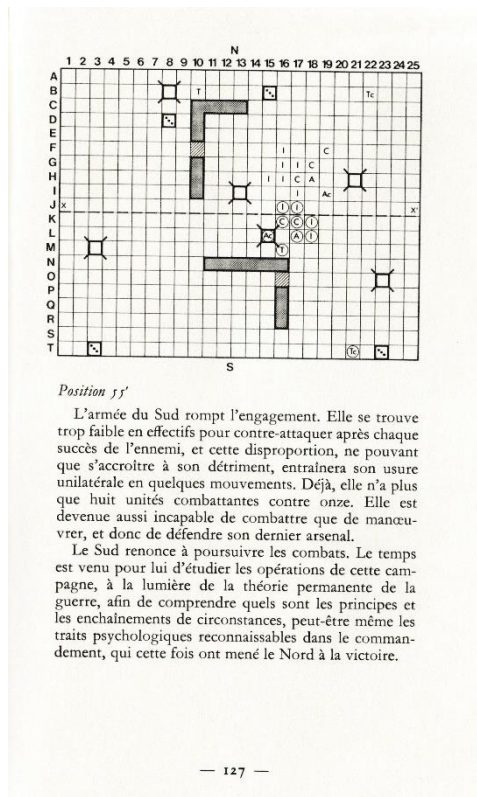 N
1 2 3 4 5 6 7 8 9 10 11 12 13 14 15 16 17 18 19 20 21 22 23 24 25
A
B T Tc
C
D
E
F I C
G I I C
H I I C A
I I Ac
J x I I x'
K C C I
L Ac A I
M T
N
O
P
Q
R
S
T Tc
S
Position 55'
L'armée du Sud rompt l'engagement. Elle se trouve
trop faible en effectifs pour contre-attaquer après chaque
succès de l'ennemi, et cette disproportion, ne pouvant
que s'accroître à son détriment, entraînera son usure
unilatérale en quelques mouvements. Déjà, elle n'a plus
que huit unités combattantes contre onze. Elle est
devenue aussi incapable de combattre que de manœu-
vrer, et donc de défendre son dernier arsenal.
Le Sud renonce à poursuivre les combats. Le temps
est venu pour lui d'étudier les opérations de cette cam-
pagne, à la lumière de la théorie permanente de la
guerre, afin de comprendre quels sont les principes et
les enchaînements de circonstances, peut-être même les
traits psychologiques reconnaissables dans le comman-
dement, qui cette fois ont mené le Nord à la victoire.
— 127 —